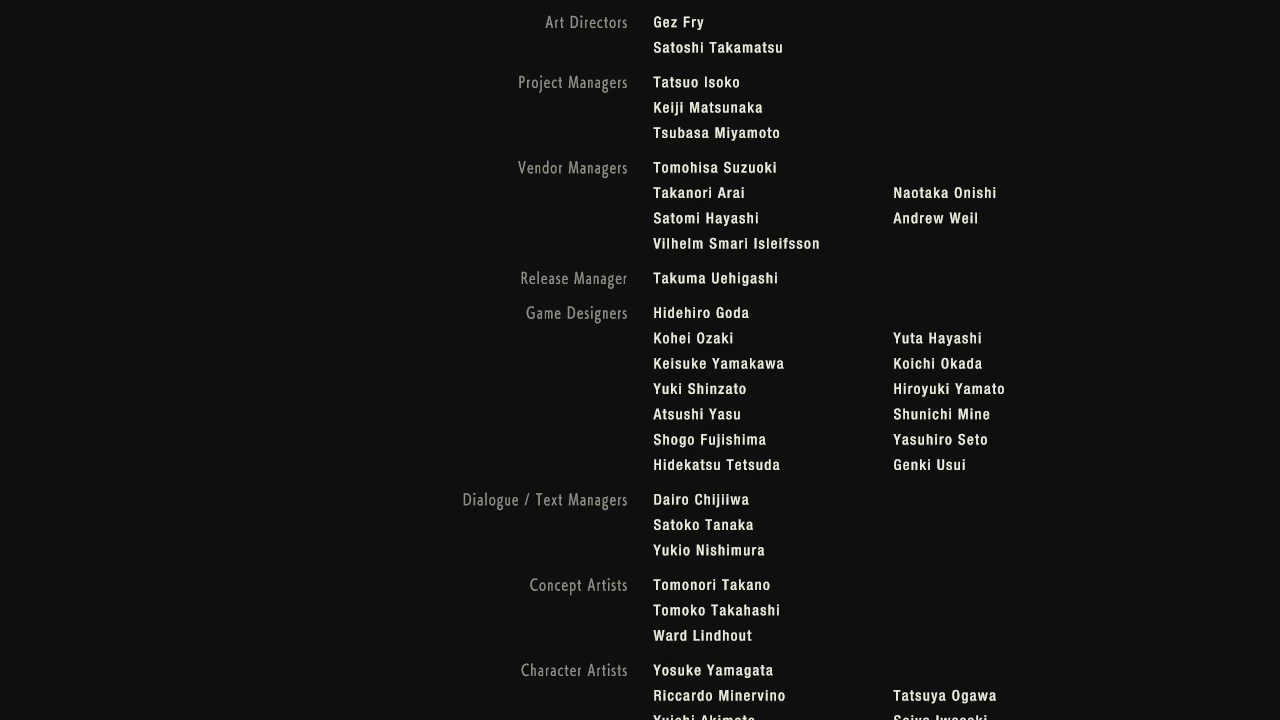 Art Directors Gez Fry
Satoshi Takamatsu
Project Managers Tatsuo Isoko
Keiji Matsunaka
Tsubasa Miyamoto
Vendor Managers Tomohisa Suzuoki
Takanori Arai Naotaka Onishi
Satomi Hayashi Andrew Weil
Vilhelm Smari Isleifsson
Release Manager Takuma Uehigashi
Game Designers Hidehiro Goda
Kohei Ozaki Yuta Hayashi
Keisuke Yamakawa Koichi Okada
Yuki Shinzato Hiroyuki Yamato
Atsushi Yasu Shunichi Mine
Shogo Fujishima Yasuhiro Seto
Hidekatsu Tetsuda Genki Usui
Dialogue / Text Managers Dairo Chijiiwa
Satoko Tanaka
Yukio Nishimura
Concept Artists Tomonori Takano
Tomoko Takahashi
Ward Lindhout
Character Artists Yosuke Yamagata
Riccardo Minervino Tatsuya Ogawa
Yuichi Akimoto Seiya Iwasaki